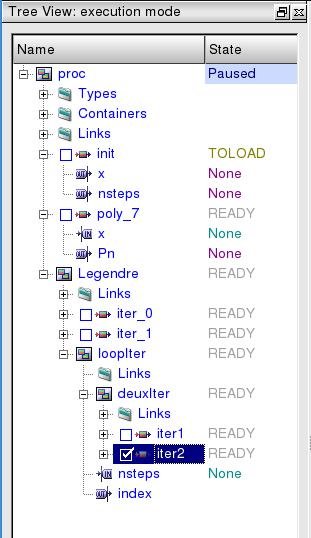 Tree View: execution mode
Name State
proc Paused
Types
Containers
Links
init TOLOAD
x None
nsteps None
poly_7 READY
x None
Pn None
Legendre READY
Links
iter_0 READY
iter_1 READY
loopIter READY
Links
deuxIter READY
Links
iter1 READY
iter2 READY
nsteps None
index